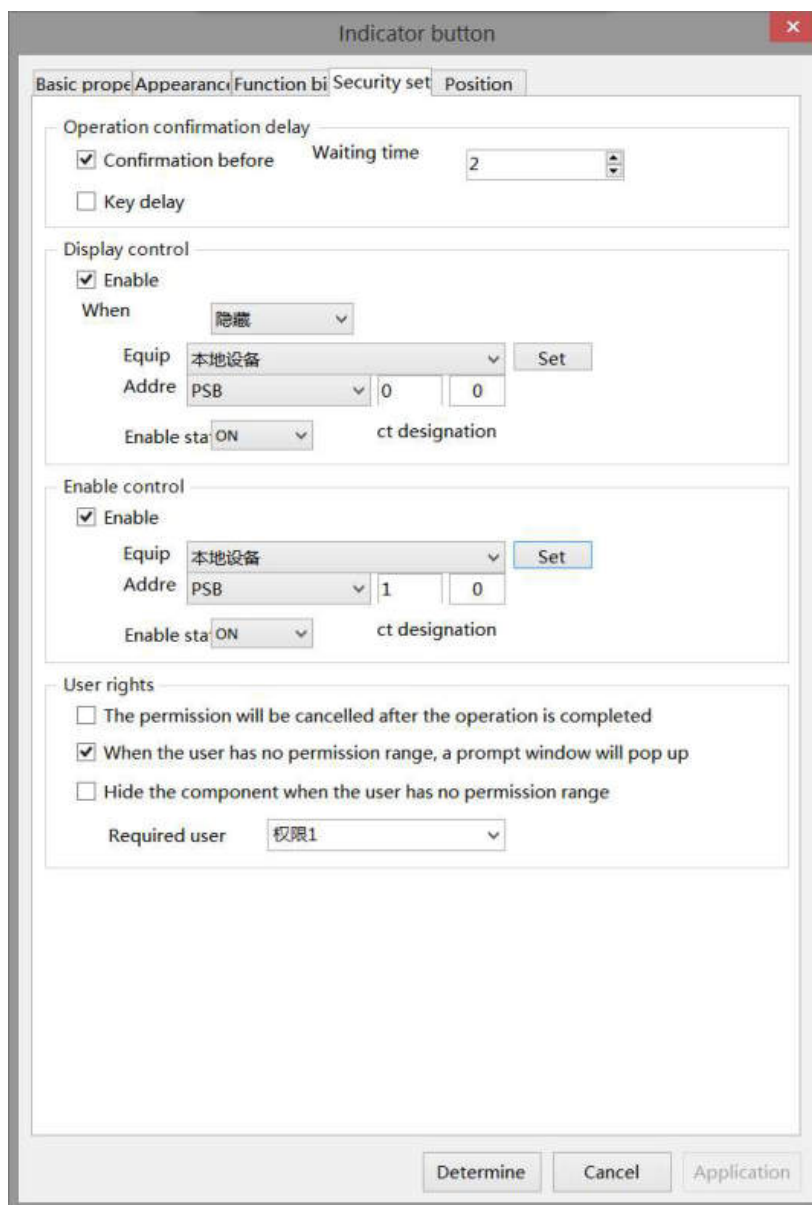 Indicator button
Basic prope Appearanc Function bi Security set Position
Operation confirmation delay
Confirmation before Waiting time 2
Key delay
Display control
Enable
When 隐藏
Equip 本地设备 Set
Addre PSB 0 0
Enable sta ON ct designation
Enable control
Enable
Equip 本地设备 Set
Addre PSB 1 0
Enable sta ON ct designation
User rights
The permission will be cancelled after the operation is completed
When the user has no permission range, a prompt window will pop up
Hide the component when the user has no permission range
Required user 权限1
Determine Cancel Application